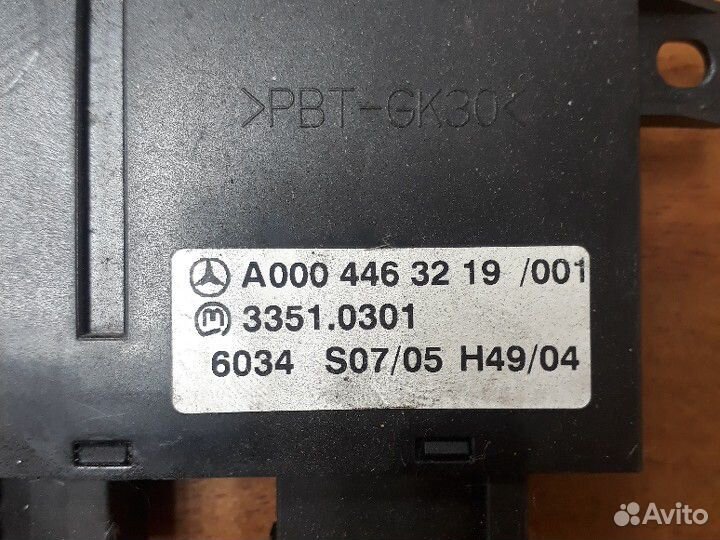 >PBT-GK30<
A000 446 32 19 /001
3351.0301
6034 S07/05 H49/04
Avito